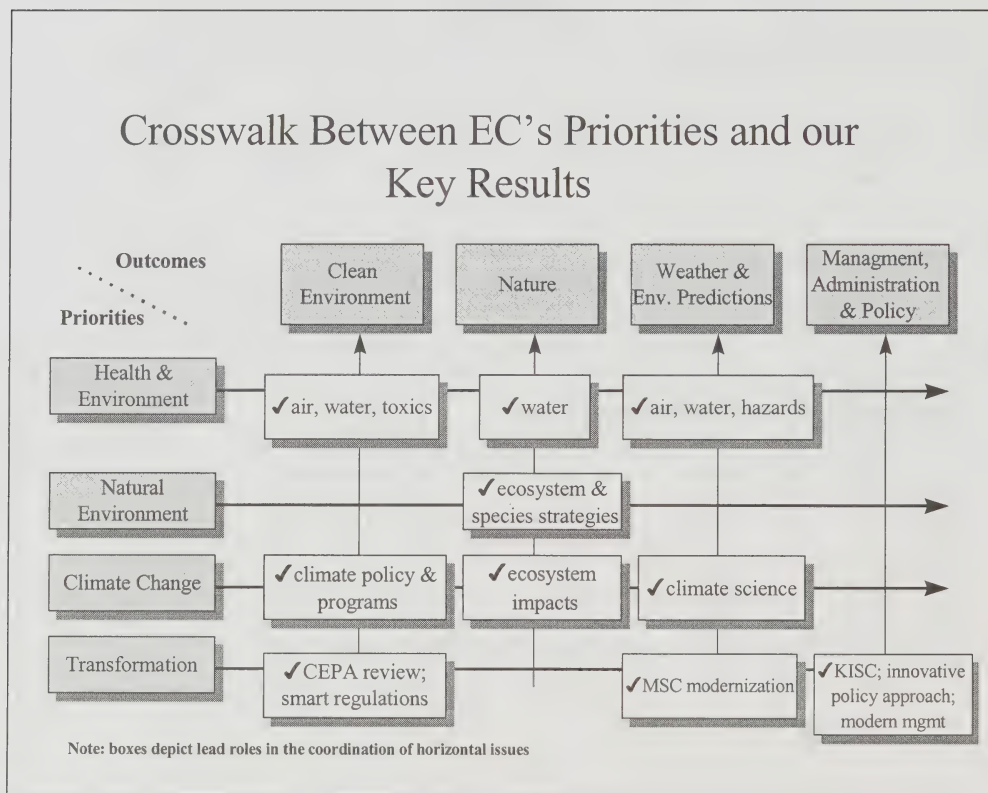 Crosswalk Between EC's Priorities and our
Key Results
Outcomes
Priorities
Clean
Environment
Nature
Weather &
Env. Predictions
Managment,
Administration
& Policy
Health &
Environment
✓air, water, toxics
✓water
✓air, water, hazards
Natural
Environment
✓ecosystem &
species strategies
Climate Change
✓climate policy &
programs
✓ecosystem
impacts
✓climate science
Transformation
✓CEPA review;
smart regulations
✓MSC modernization
✓KISC; innovative
policy approach;
modern mgmt
Note: boxes depict lead roles in the coordination of horizontal issues